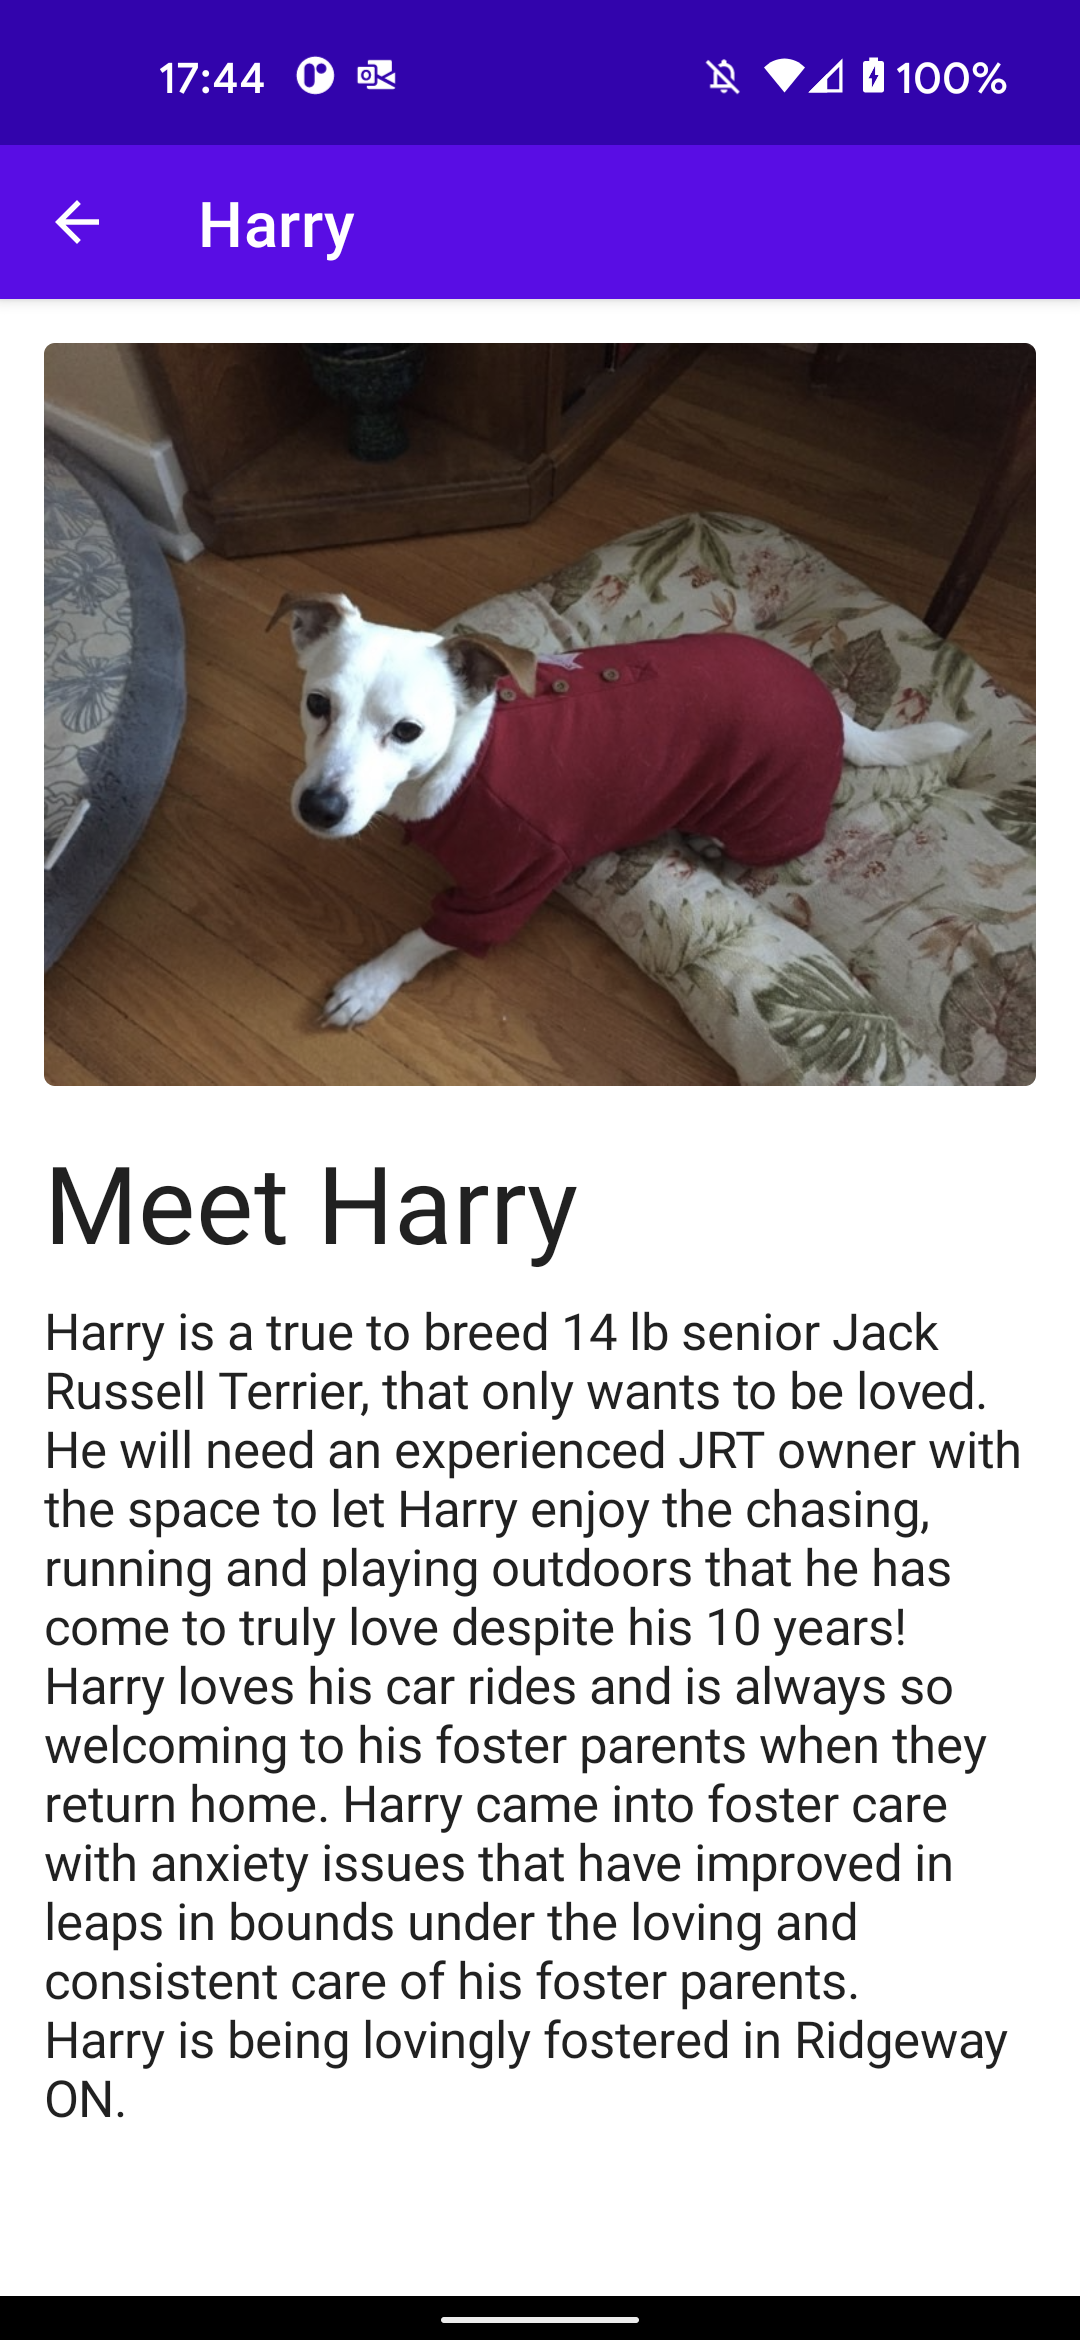 17:44
100%
Harry
Meet Harry
Harry is a true to breed 14 lb senior Jack
Russell Terrier, that only wants to be loved.
He will need an experienced JRT owner with
the space to let Harry enjoy the chasing,
running and playing outdoors that he has
come to truly love despite his 10 years!
Harry loves his car rides and is always so
welcoming to his foster parents when they
return home. Harry came into foster care
with anxiety issues that have improved in
leaps in bounds under the loving and
consistent care of his foster parents.
Harry is being lovingly fostered in Ridgeway
ON.